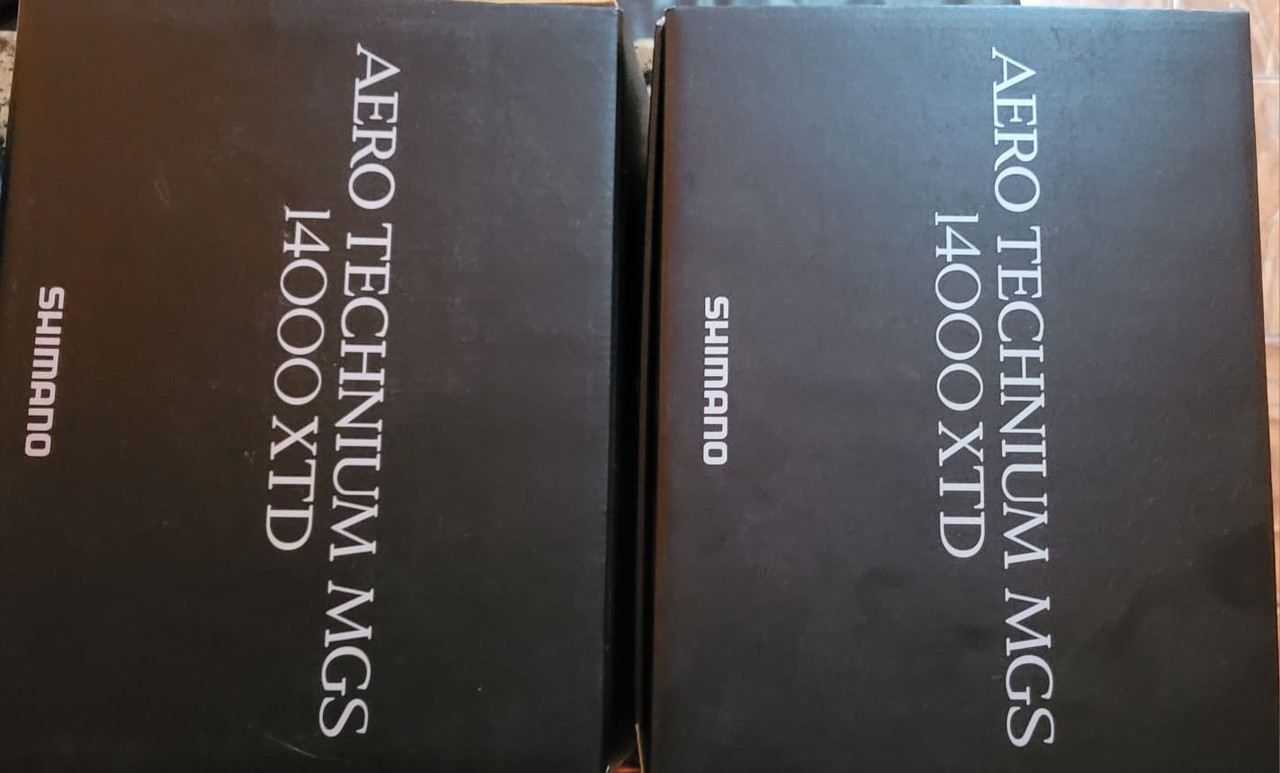 AERO TECHNIUM MGS
14000 XTD
SHIMANO
AERO TECHNIUM MGS
14000 XTD
SHIMANO